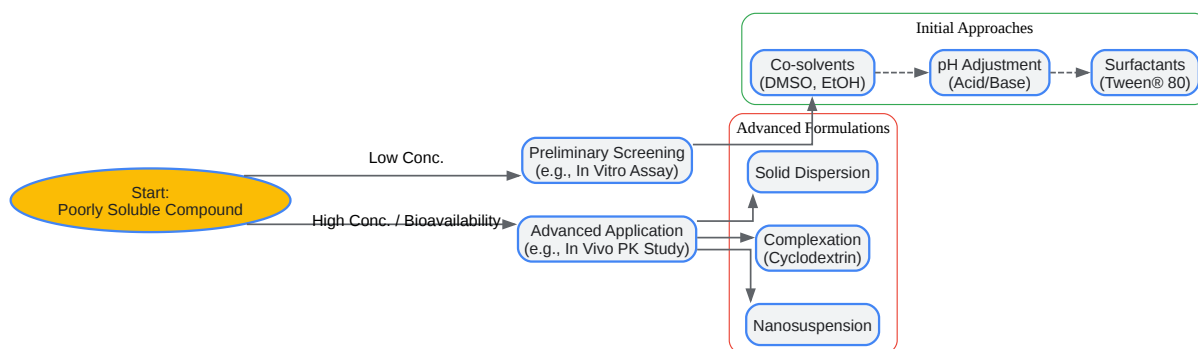 Initial Approaches
Co-solvents
(DMSO, EtOH)
pH Adjustment
(Acid/Base)
Surfactants
(Tween® 80)
Advanced Formulations
Low Conc.
Preliminary Screening
(e.g., In Vitro Assay)
Solid Dispersion
Start:
Poorly Soluble Compound
High Conc. / Bioavailability
Advanced Application
(e.g., In Vivo PK Study)
Complexation
(Cyclodextrin)
Nanosuspension